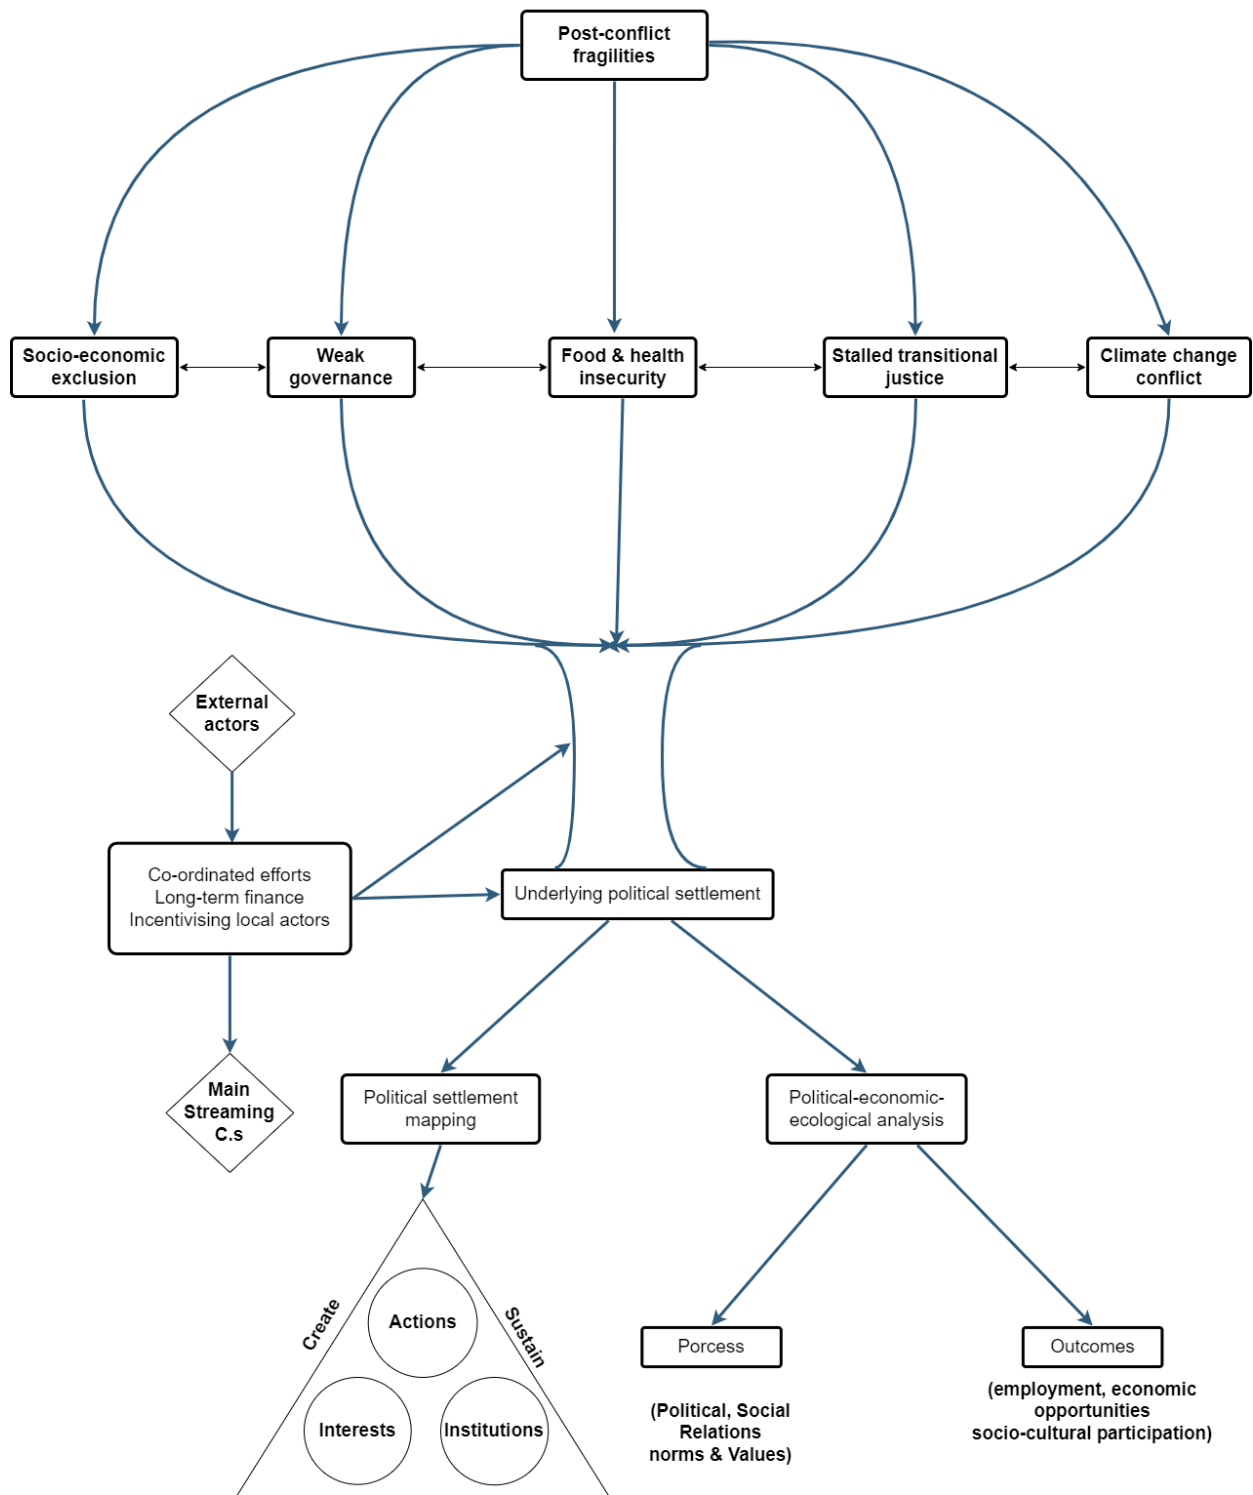 Post-conflict
fragilities
Socio-economic
exclusion
Weak
governance
Food & health
insecurity
Stalled transitional
justice
Climate change
conflict
External
actors
Co-ordinated efforts
Long-term finance
Incentivising local actors
Underlying political settlement
Main
Streaming
C.s
Political settlement
mapping
Political-economic-
ecological analysis
Create
Sustain
Actions
Interests
Institutions
Porcess
(Political, Social
Relations
norms & Values)
Outcomes
(employment, economic
opportunities
socio-cultural participation)